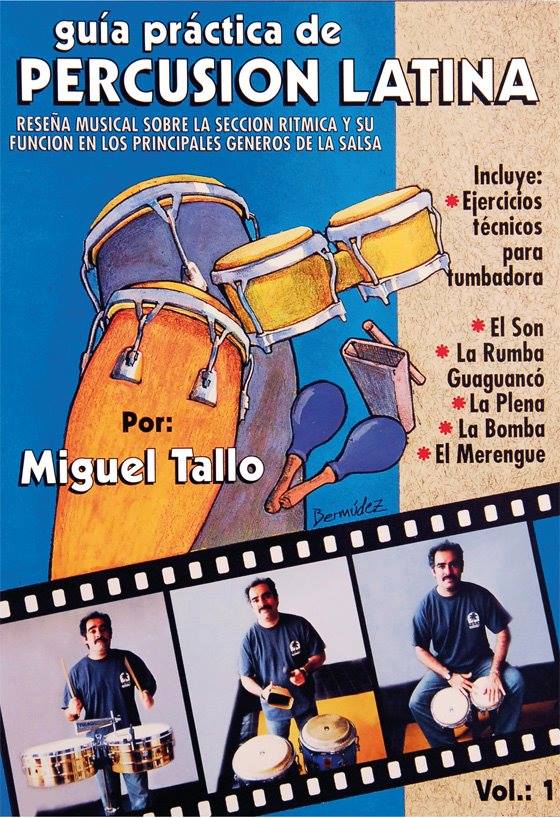 guía práctica de
PERCUSION LATINA
RESEÑA MUSICAL SOBRE LA SECCION RITMICA Y SU
FUNCION EN LOS PRINCIPALES GENEROS DE LA SALSA
Incluye:
* Ejercicios
técnicos
para
tumbadora
* El Son
* La Rumba
Guaguancó
* La Plena
* La Bomba
* El Merengue
Por:
Miguel Tallo
Bermúdez
Vol.: 1